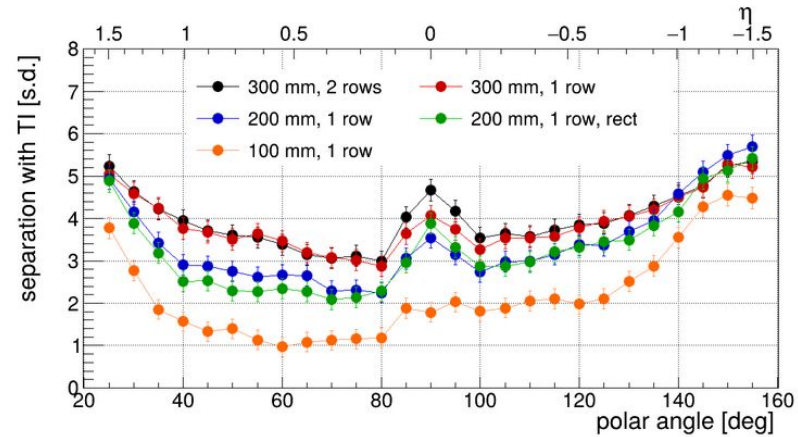 η
1.5 1 0.5 0 −0.5 −1 −1.5
separation with TI [s.d.]
8
7
6
5
4
3
2
1
0
300 mm, 2 rows 300 mm, 1 row
200 mm, 1 row 200 mm, 1 row, rect
100 mm, 1 row
20 40 60 80 100 120 140 160
polar angle [deg]